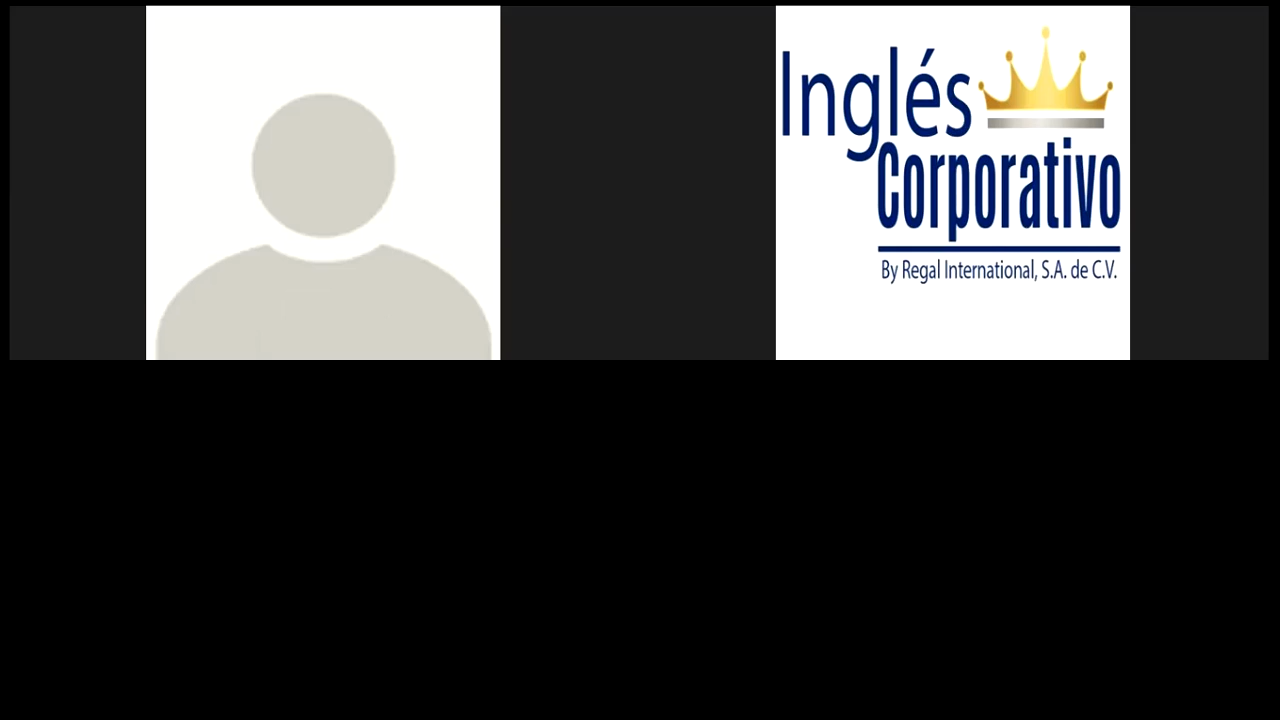 Inglés
Corporativo
By Regal International, S.A. de C.V.